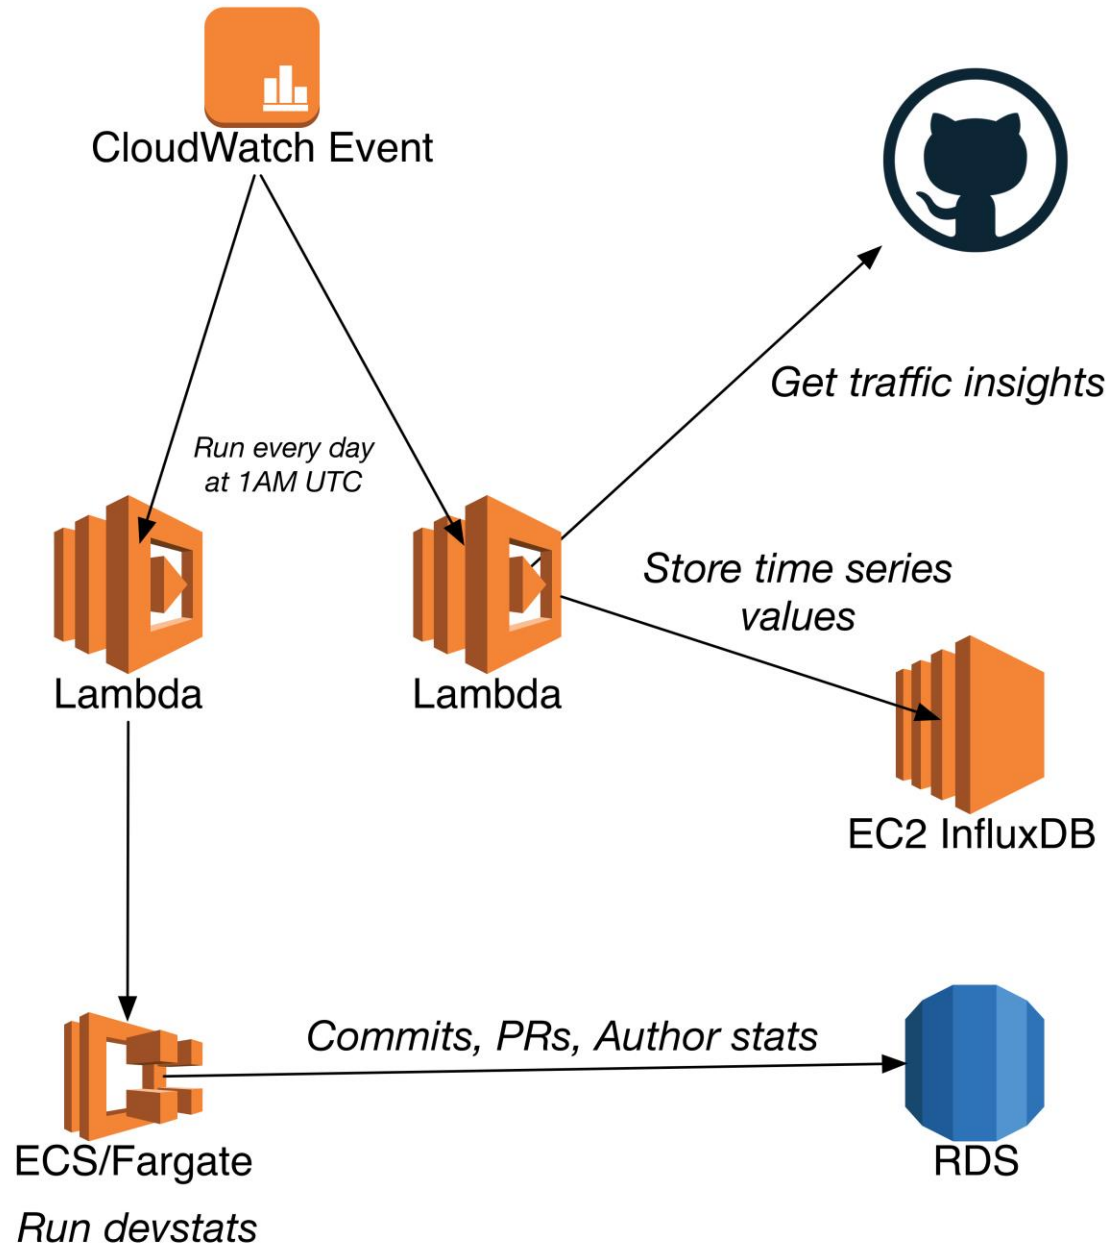 CloudWatch Event
Get traffic insights
Run every day
at 1AM UTC
Store time series
values
Lambda
Lambda
EC2 InfluxDB
Commits, PRs, Author stats
ECS/Fargate
RDS
Run devstats